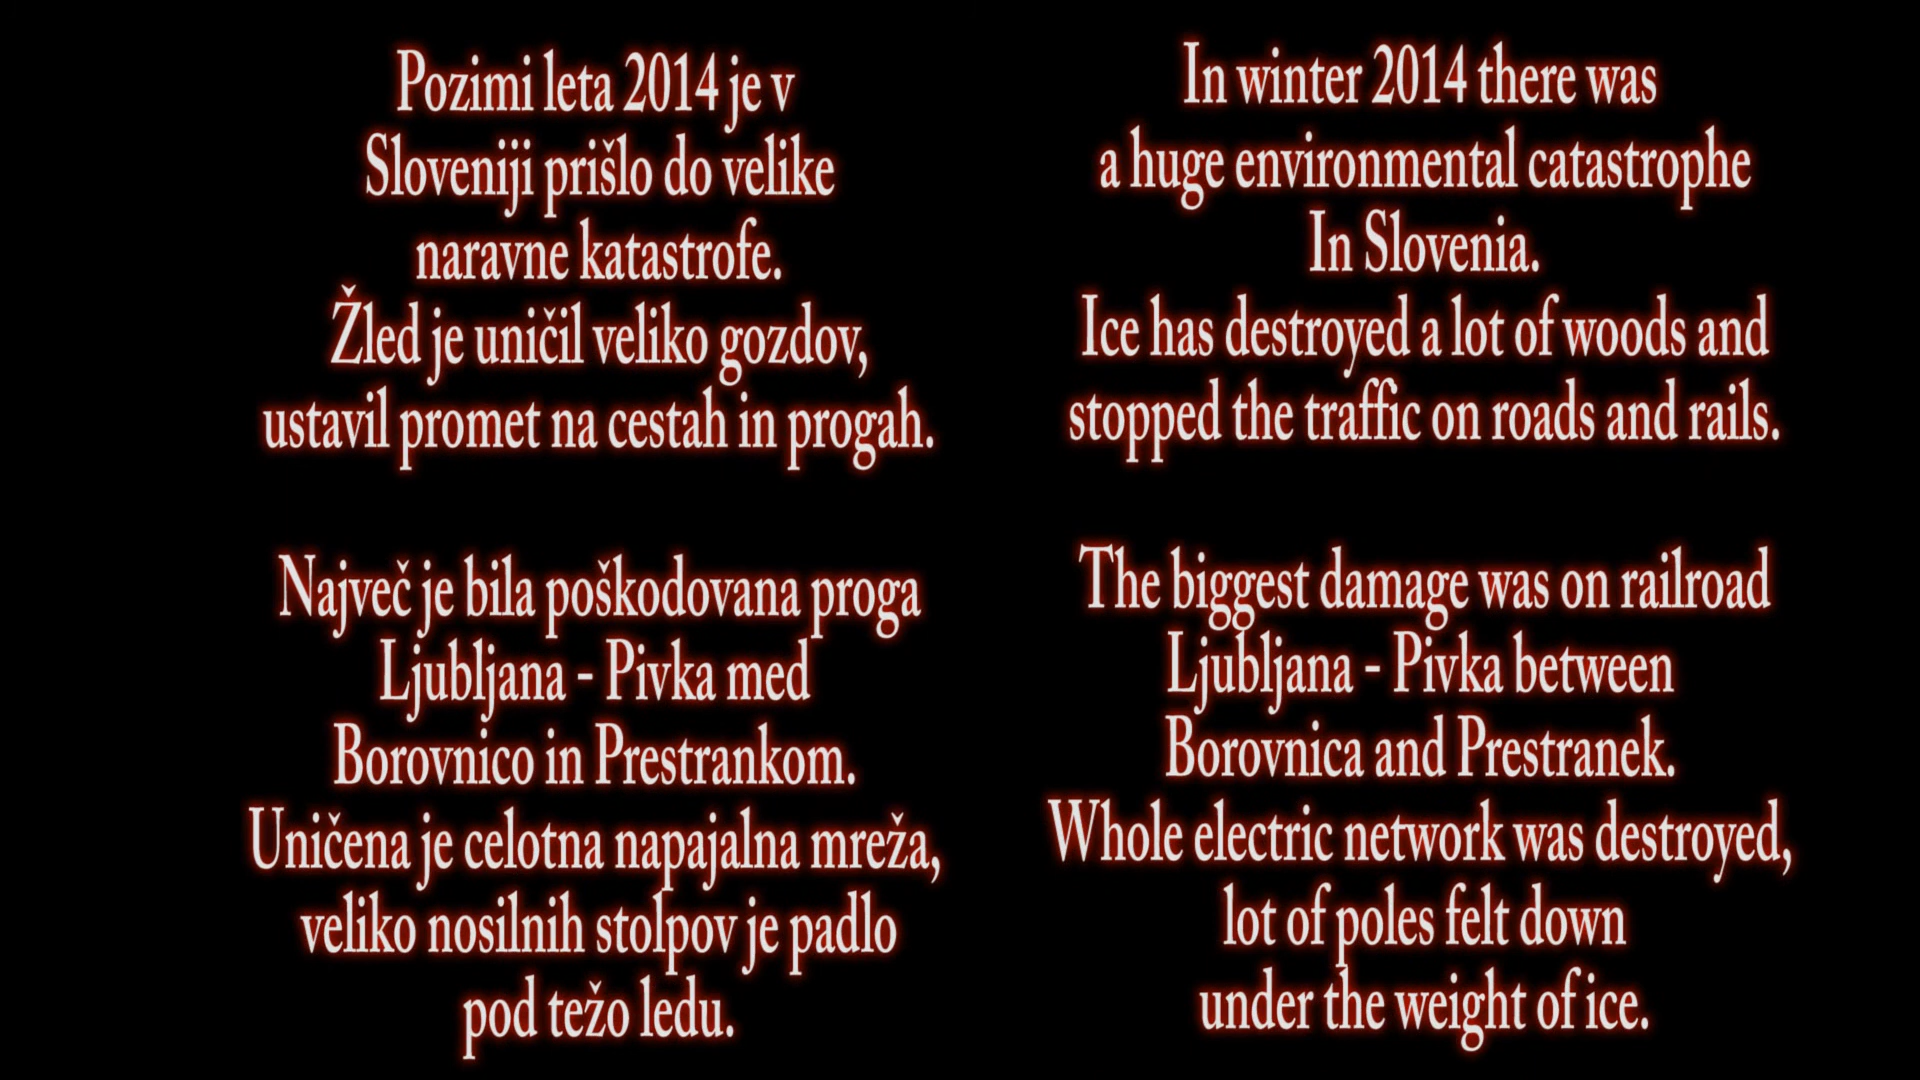 Pozimi leta 2014 je v
Sloveniji prišlo do velike
naravne katastrofe.
Žled je uničil veliko gozdov,
ustavil promet na cestah in progah.
Največ je bila poškodovana proga
Ljubljana - Pivka med
Borovnico in Prestrankom.
Uničena je celotna napajalna mreža,
veliko nosilnih stolpov je padlo
pod težo ledu.
In winter 2014 there was
a huge environmental catastrophe
In Slovenia.
Ice has destroyed a lot of woods and
stopped the traffic on roads and rails.
The biggest damage was on railroad
Ljubljana - Pivka between
Borovnica and Prestranek.
Whole electric network was destroyed,
lot of poles felt down
under the weight of ice.